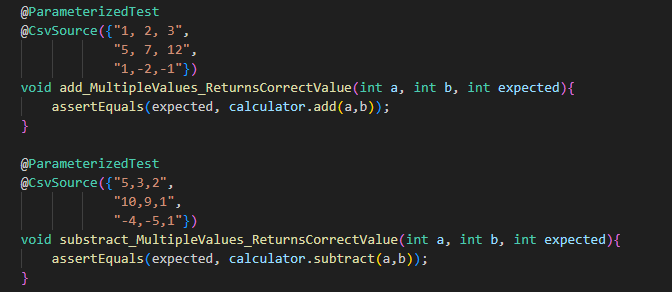 @ParameterizedTest
@CsvSource({"1, 2, 3",
"5, 7, 12",
"1,-2,-1"})
void add_MultipleValues_ReturnsCorrectValue(int a, int b, int expected){
assertEquals(expected, calculator.add(a,b));
}
@ParameterizedTest
@CsvSource({"5,3,2",
"10,9,1",
"-4,-5,1"})
void substract_MultipleValues_ReturnsCorrectValue(int a, int b, int expected){
assertEquals(expected, calculator.subtract(a,b));
}